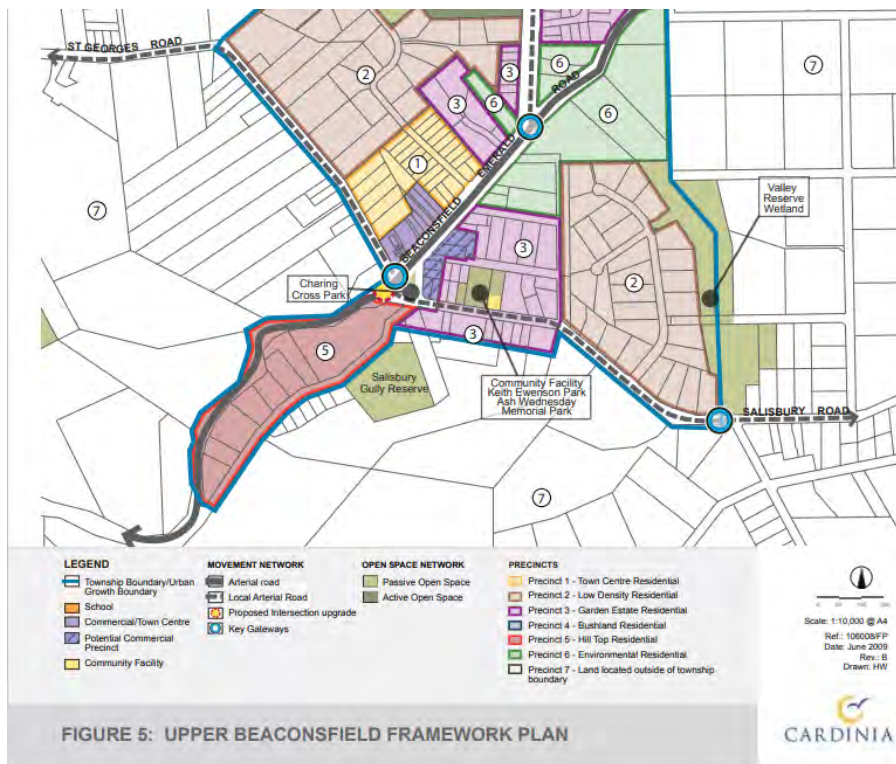 ST GEORGES ROAD
2
3
6
3
6
ROAD
7
6
1
EMERALD
7
BEACONSFIELD
3
Valley
Reserve
Wetland
2
Charing
Cross Park
5
3
Salisbury
Gully Reserve
Community Facility
Keith Ewenson Park
Ash Wednesday
Memorial Park
SALISBURY ROAD
7
LEGEND
Township Boundary/Urban
Growth Boundary
School
Commercial/Town Centre
Potential Commercial
Precinct
Community Facility
MOVEMENT NETWORK
Arterial road
Local Arterial Road
Proposed Intersection upgrade
Key Gateways
OPEN SPACE NETWORK
Passive Open Space
Active Open Space
PRECINCTS
Precinct 1 - Town Centre Residential
Precinct 2 - Low Density Residential
Precinct 3 - Garden Estate Residential
Precinct 4 - Bushland Residential
Precinct 5 - Hill Top Residential
Precinct 6 - Environmental Residential
Precinct 7 - Land located outside of township
boundary
Scale: 1:10,000 @ A4
Ref.: 106008/FP
Date: June 2009
Rev.: B
Drawn: HW
FIGURE 5: UPPER BEACONSFIELD FRAMEWORK PLAN
CARDINIA